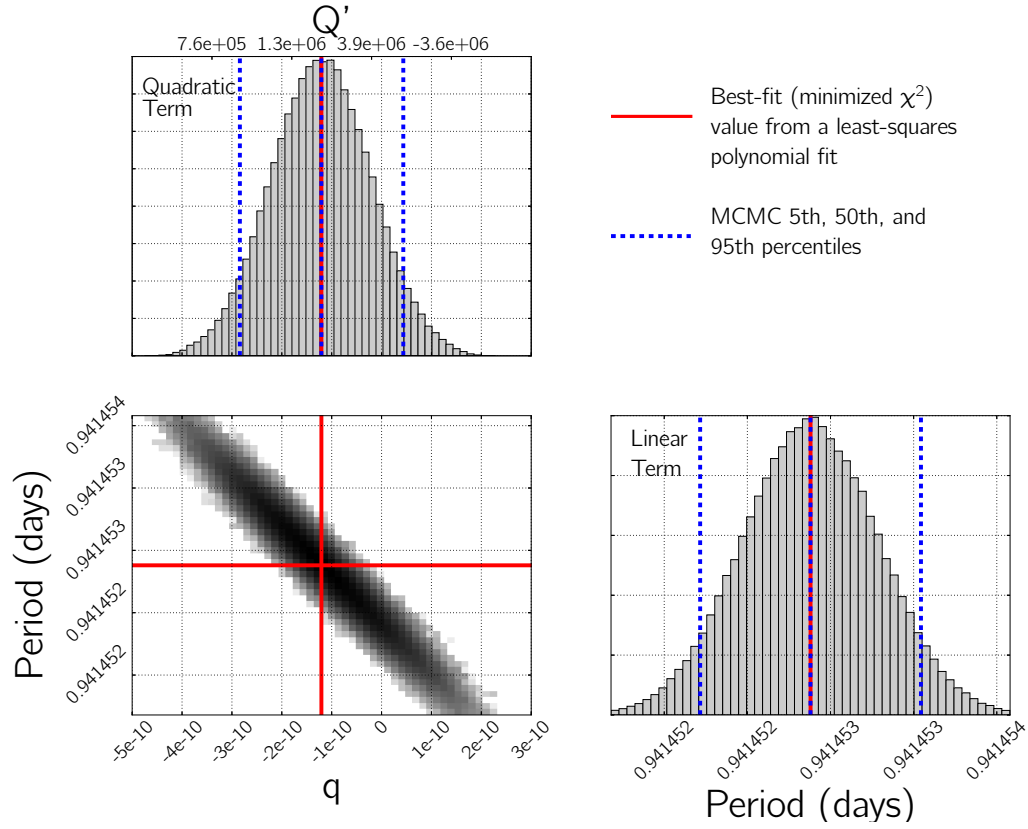 Q'
7.6e+05 1.3e+06 3.9e+06 -3.6e+06
Quadratic
Term
Best-fit (minimized χ²)
value from a least-squares
polynomial fit
MCMC 5th, 50th, and
95th percentiles
Period (days)
0.941454
0.941453
0.941453
0.941452
0.941452
-5e-10 -4e-10 -3e-10 -2e-10 -1e-10 0 1e-10 2e-10 3e-10
q
Linear
Term
0.941452 0.941452 0.941453 0.941453 0.941454
Period (days)